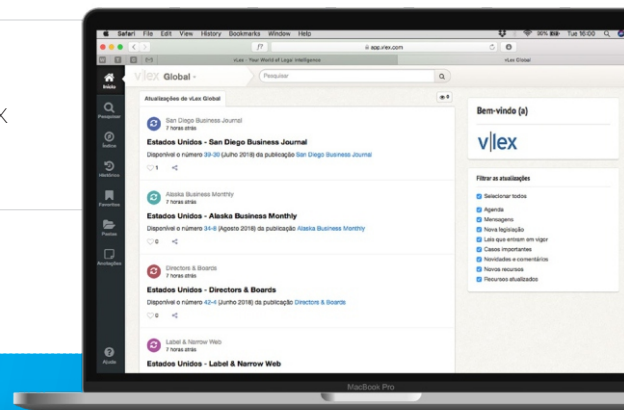 Safari File Edit View History Bookmarks Window Help
30% Tue 16:00
app.vlex.com
vLex - Your World of Legal Intelligence
vLex Global
vlex Global
Pesquisar
Início
Pesquisar
Índice
Histórico
Favoritos
Pastas
Anotações
Ajuda
Atualizações de vLex Global
San Diego Business Journal
7 horas atrás
Estados Unidos - San Diego Business Journal
Disponível o número 39-30 (Julho 2018) da publicação San Diego Business Journal
1
Alaska Business Monthly
7 horas atrás
Estados Unidos - Alaska Business Monthly
Disponível o número 34-8 (Agosto 2018) da publicação Alaska Business Monthly
0
Directors & Boards
7 horas atrás
Estados Unidos - Directors & Boards
Disponível o número 42-4 (Junho 2018) da publicação Directors & Boards
0
Label & Narrow Web
7 horas atrás
Estados Unidos - Label & Narrow Web
Bem-vindo (a)
v|lex
Filtrar as atualizações
Selecionar todos
Agenda
Mensagens
Nova legislação
Leis que entram em vigor
Casos importantes
Novidades e comentários
Novos recursos
Recursos atualizados
MacBook Pro